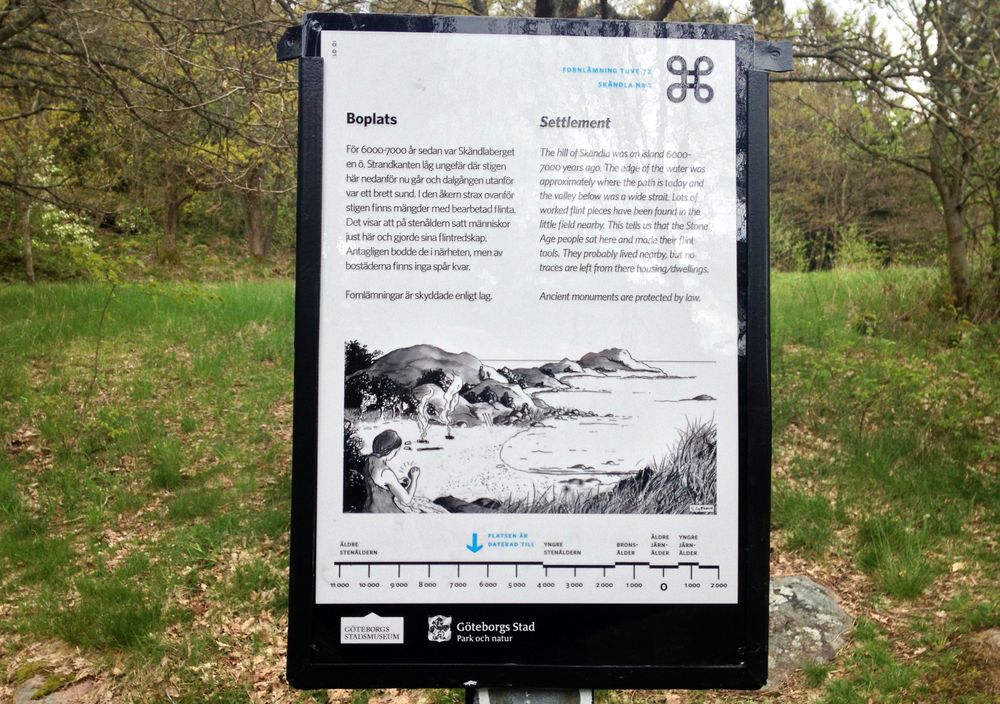 FORNLÄMNING TUVE 72
SKÄNDLA NR 1
Boplats
För 6000-7000 år sedan var Skändlaberget
en ö. Strandkanten låg ungefär där stigen
här nedanför nu går och dalgången utanför
var ett brett sund. I den åkern strax ovanför
stigen finns mängder med bearbetad flinta.
Det visar att på stenåldern satt människor
just här och gjorde sina flintredskap.
Antagligen bodde de i närheten, men av
bostäderna finns inga spår kvar.
Fornlämningar är skyddade enligt lag.
Settlement
The hill of Skändla was an island 6000–
7000 years ago. The edge of the water was
approximately where the path is today and
the valley below was a wide strait. Lots of
worked flint pieces have been found in the
little field nearby. This tells us that the Stone
Age people sat here and made their flint
tools. They probably lived nearby, but no
traces are left from there housing/dwellings.
Ancient monuments are protected by law.
ÄLDRE
STENÅLDERN
PLATSEN ÄR
DATERAD TILL
YNGRE
STENÅLDERN
BRONS-
ÅLDER
ÄLDRE
JÄRN-
ÅLDER
YNGRE
JÄRN-
ÅLDER
11 000 10 000 9 000 8 000 7 000 6 000 5 000 4 000 3 000 2 000 1 000 0 1 000 2 000
GÖTEBORGS
STADSMUSEUM
Göteborgs Stad
Park och natur